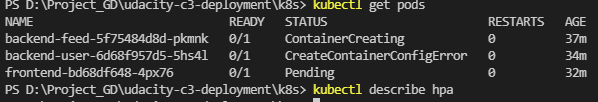 PS D:\Project_GD\udacity-c3-deployment\k8s> kubectl get pods
NAME READY STATUS RESTARTS AGE
backend-feed-5f75484d8d-pkmnk 0/1 ContainerCreating 0 37m
backend-user-6d68f957d5-5hs4l 0/1 CreateContainerConfigError 0 34m
frontend-bd68df648-4px76 0/1 Pending 0 32m
PS D:\Project_GD\udacity-c3-deployment\k8s> kubectl describe hpa